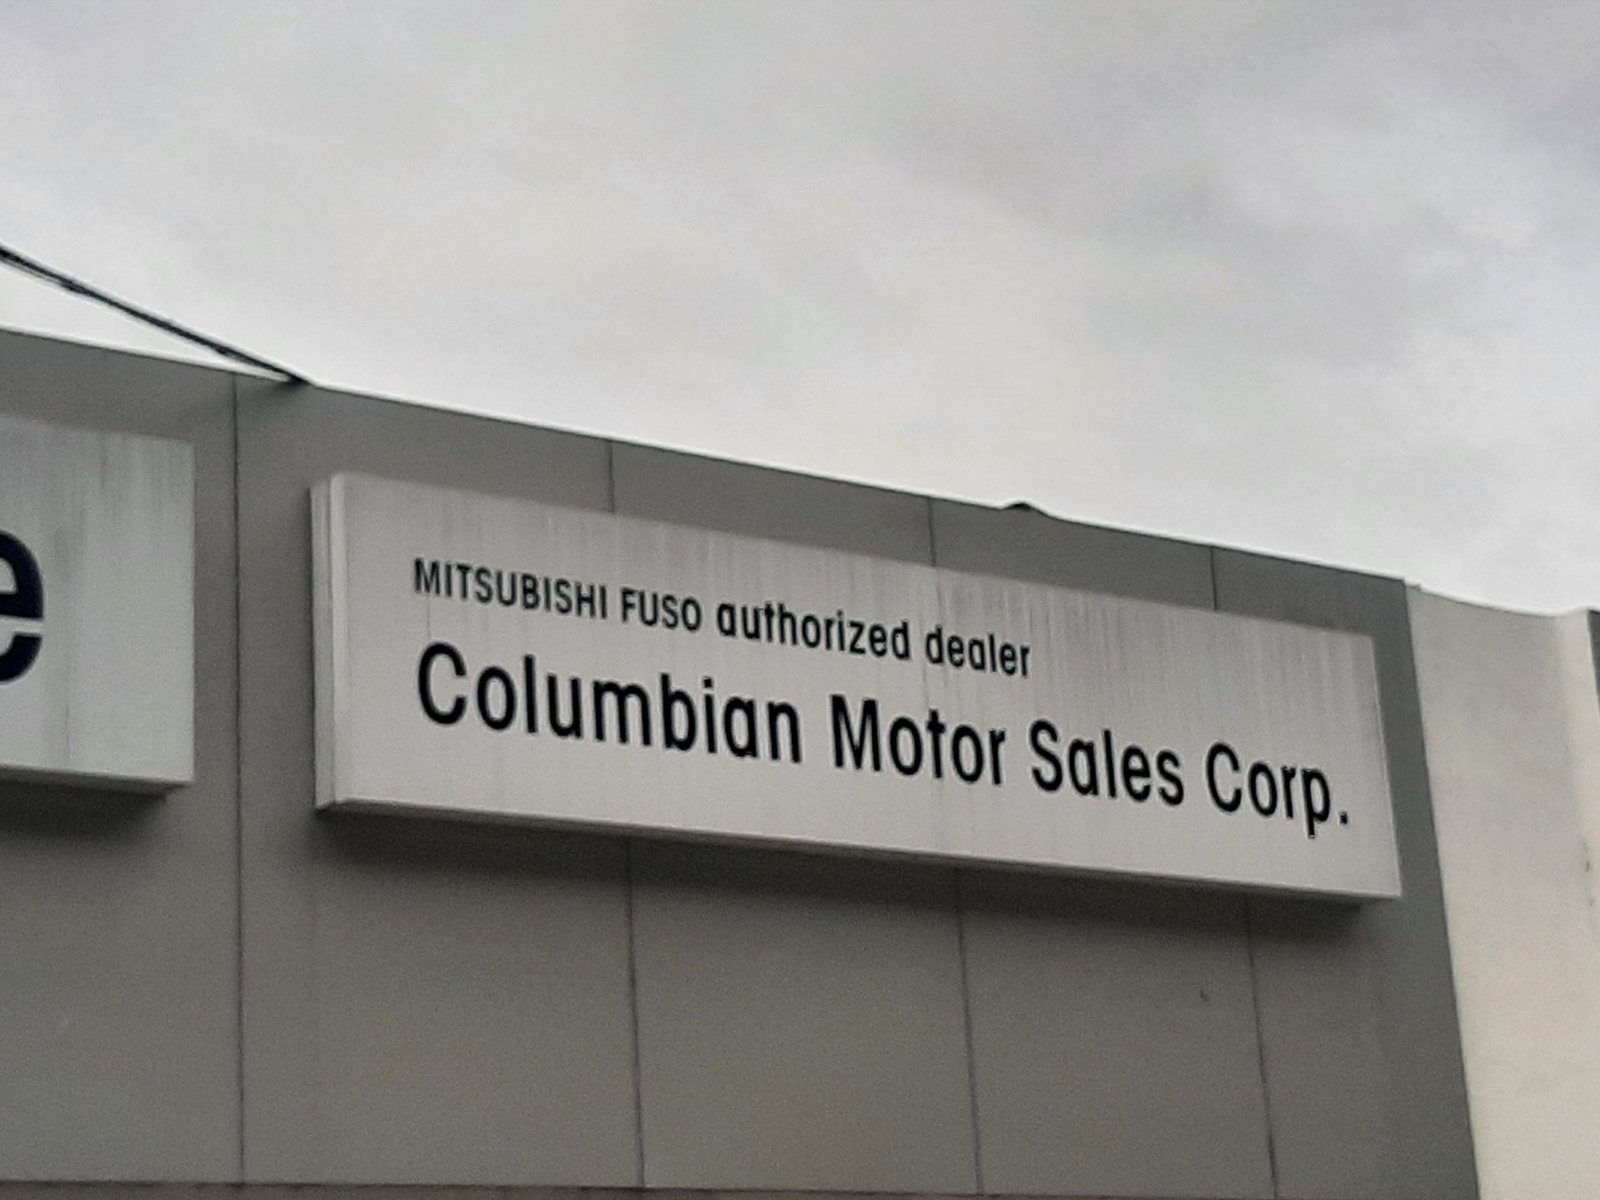 MITSUBISHI FUSO authorized dealer
Columbian Motor Sales Corp.